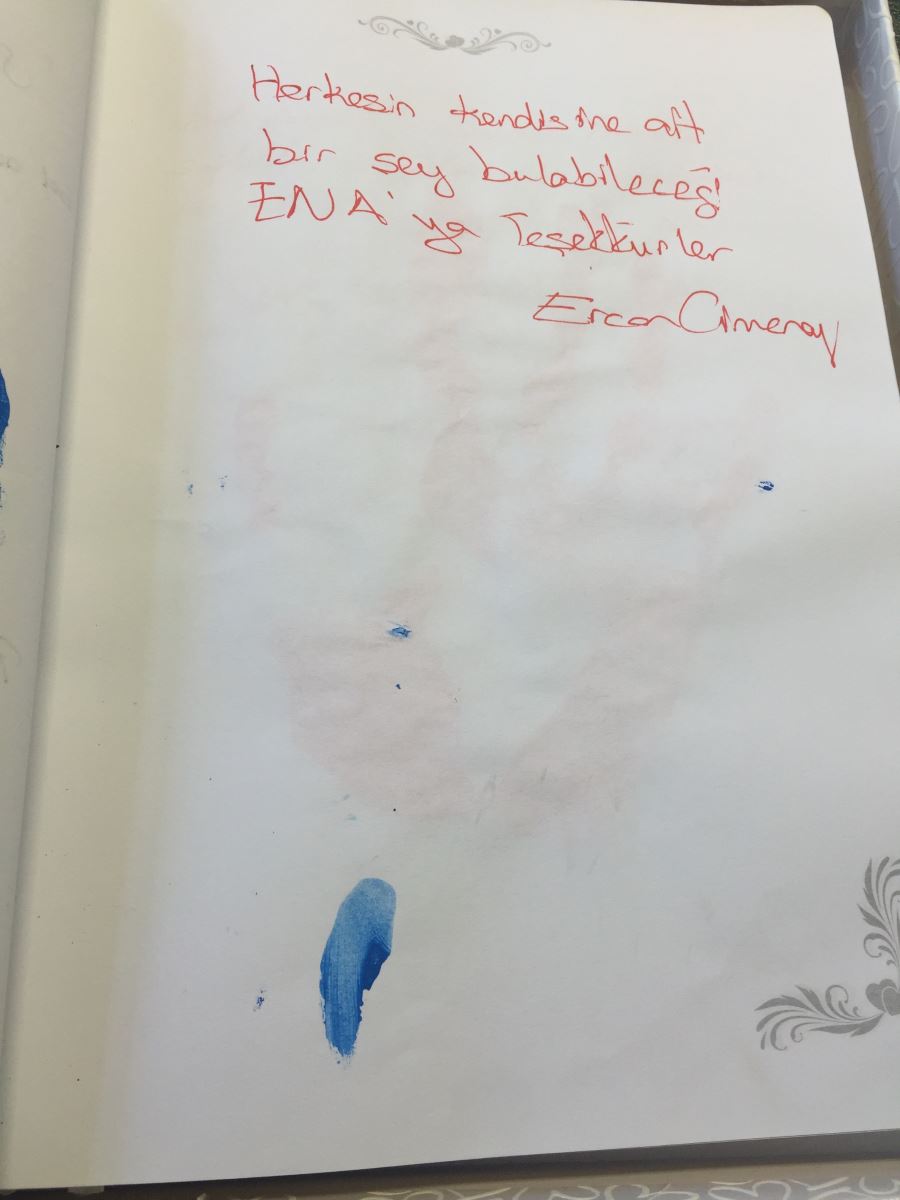 Herkesin kendisine ait
bir şey bulabileceği
ENA'ya Teşekkürler
Ercan Cimenay